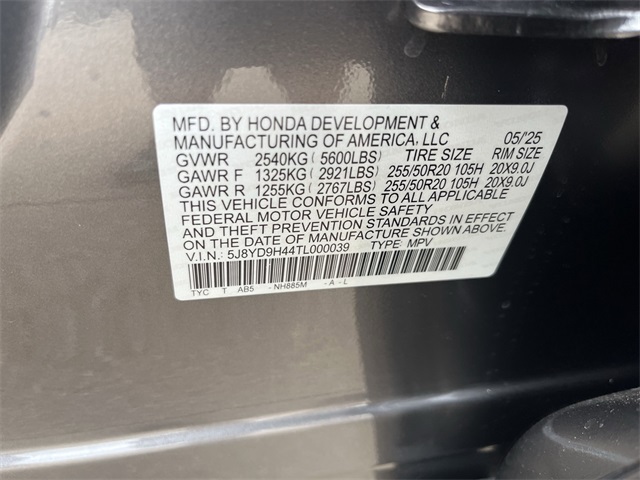 MFD. BY HONDA DEVELOPMENT &
MANUFACTURING OF AMERICA, LLC 05/'25
GVWR 2540KG ( 5600LBS) TIRE SIZE RIM SIZE
GAWR F 1325KG ( 2921LBS) 255/50R20 105H 20X9.0J
GAWR R 1255KG ( 2767LBS) 255/50R20 105H 20X9.0J
THIS VEHICLE CONFORMS TO ALL APPLICABLE
FEDERAL MOTOR VEHICLE SAFETY
AND THEFT PREVENTION STANDARDS IN EFFECT
ON THE DATE OF MANUFACTURE SHOWN ABOVE.
V.I.N.: 5J8YD9H44TL000039 TYPE: MPV
TYC T AB5 - NH885M - A - L